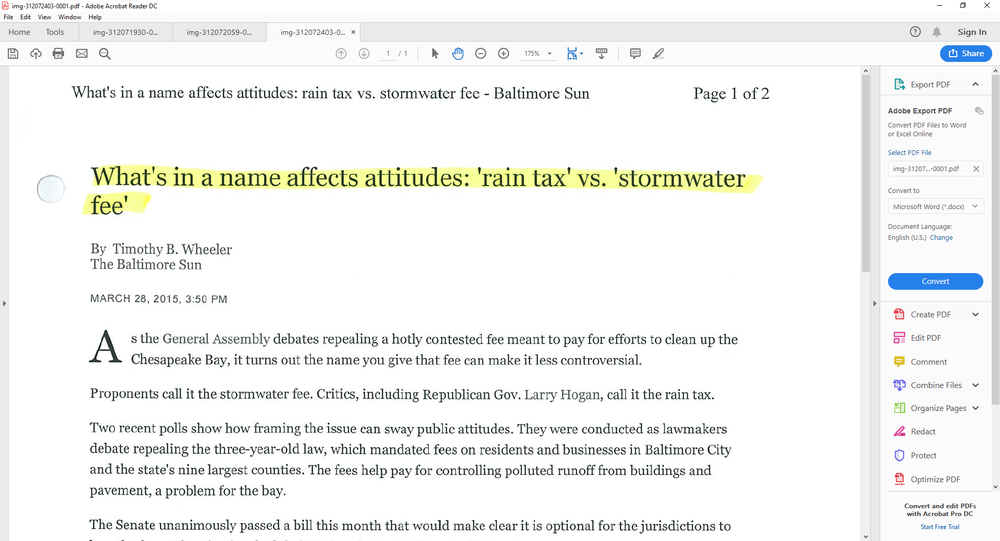 img-312072403-0001.pdf - Adobe Acrobat Reader DC
File Edit View Window Help
Home Tools img-312071930-0... img-312072059-0... img-312072403-0... × Sign In
1 / 1 175% Share
What's in a name affects attitudes: rain tax vs. stormwater fee - Baltimore Sun Page 1 of 2
What's in a name affects attitudes: 'rain tax' vs. 'stormwater
fee'
By Timothy B. Wheeler
The Baltimore Sun
MARCH 28, 2015, 3:50 PM
As the General Assembly debates repealing a hotly contested fee meant to pay for efforts to clean up the
Chesapeake Bay, it turns out the name you give that fee can make it less controversial.
Proponents call it the stormwater fee. Critics, including Republican Gov. Larry Hogan, call it the rain tax.
Two recent polls show how framing the issue can sway public attitudes. They were conducted as lawmakers
debate repealing the three-year-old law, which mandated fees on residents and businesses in Baltimore City
and the state's nine largest counties. The fees help pay for controlling polluted runoff from buildings and
pavement, a problem for the bay.
The Senate unanimously passed a bill this month that would make clear it is optional for the jurisdictions to
Export PDF
Adobe Export PDF
Convert PDF Files to Word
or Excel Online
Select PDF File
img-31207...-0001.pdf
Convert to
Microsoft Word (*.docx)
Document Language:
English (U.S.) Change
Convert
Create PDF
Edit PDF
Comment
Combine Files
Organize Pages
Redact
Protect
Optimize PDF
Convert and edit PDFs
with Acrobat Pro DC
Start Free Trial